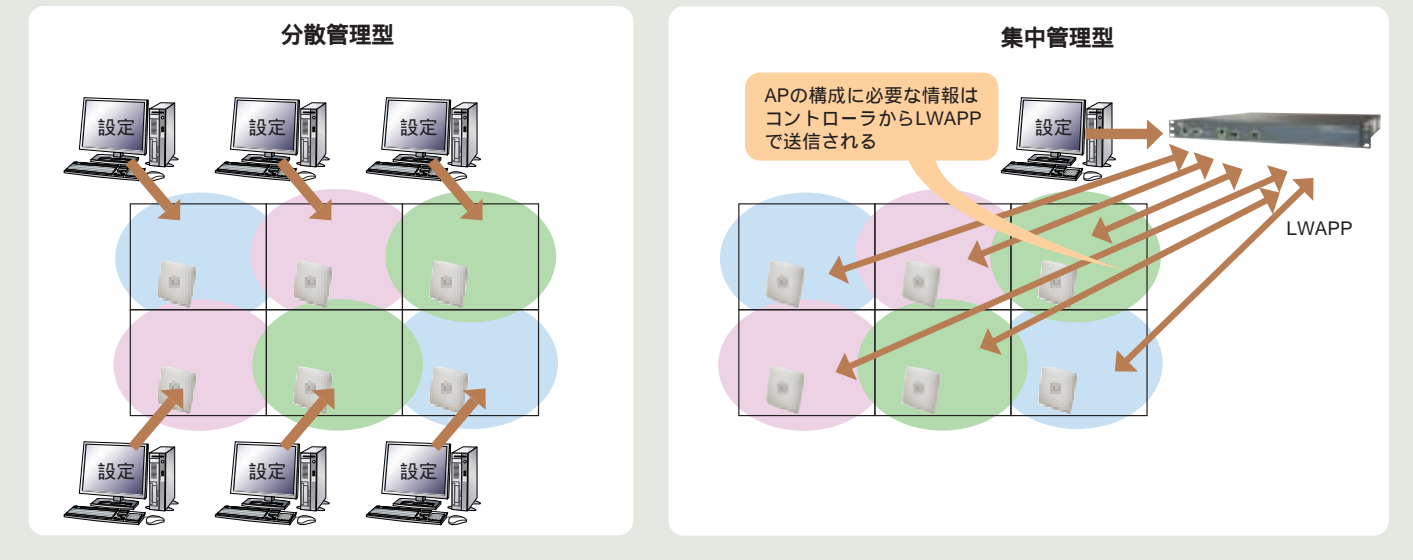 分散管理型
設定
設定
設定
設定
設定
設定
集中管理型
APの構成に必要な情報は
コントローラからLWAPP
で送信される
設定
LWAPP